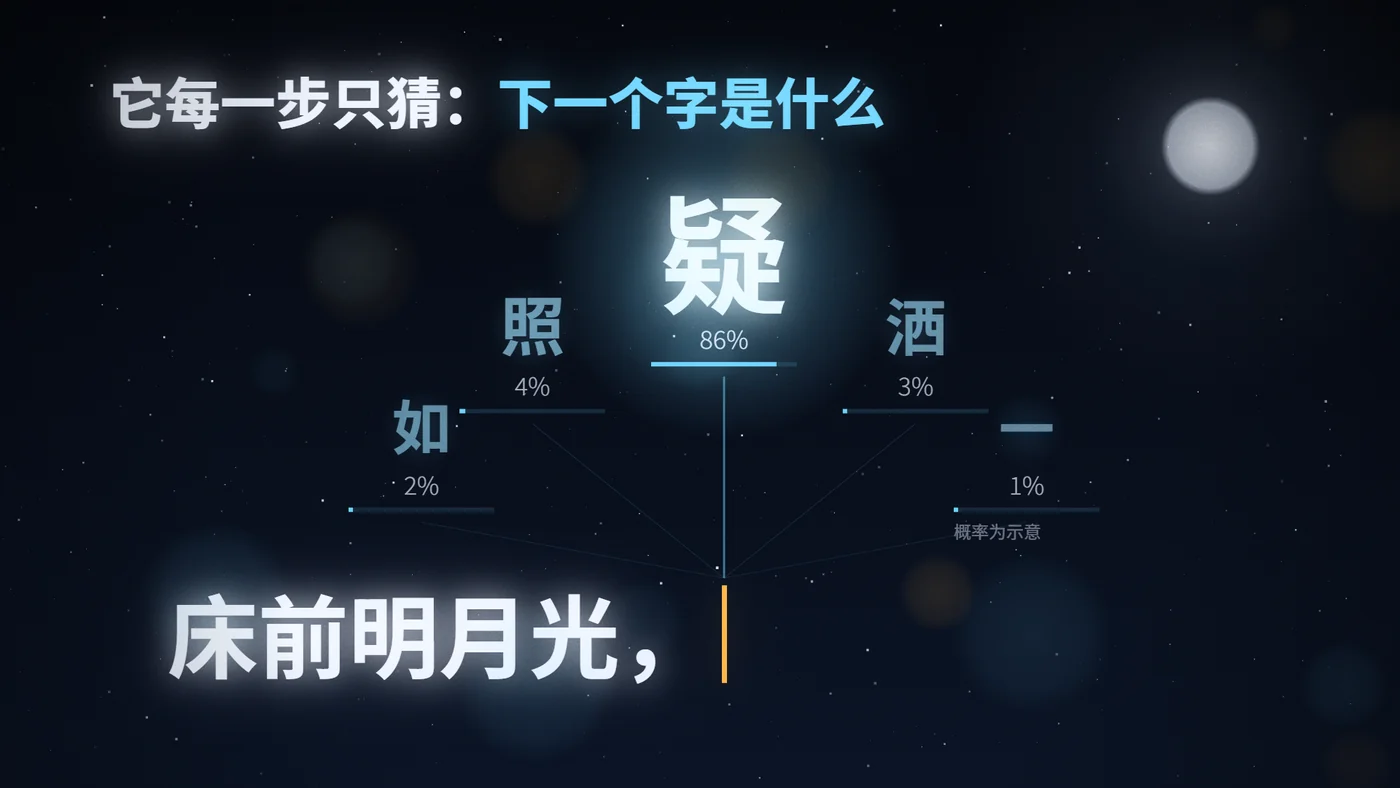 它每一步只猜：下一个字是什么
疑
86%
照
4%
洒
3%
如
2%
一
1%
概率为示意
床前明月光，